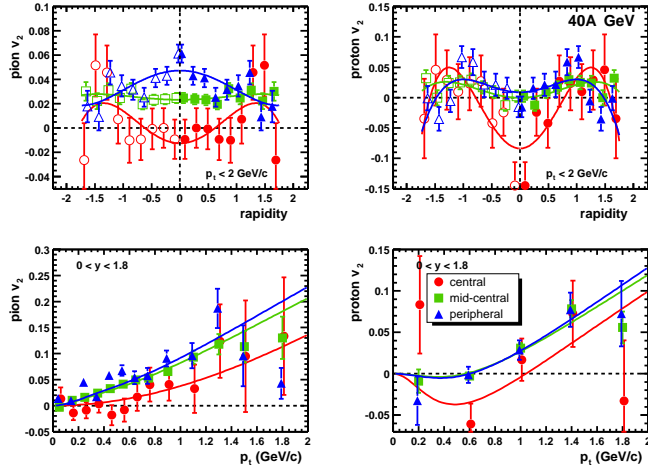 pion v2
0.1
0.08
0.06
0.04
0.02
0
-0.02
-0.04
pt < 2 GeV/c
-2 -1.5 -1 -0.5 0 0.5 1 1.5 2
rapidity
proton v2
0.15
0.1
0.05
0
-0.05
-0.1
-0.15
40A GeV
pt < 2 GeV/c
-2 -1.5 -1 -0.5 0 0.5 1 1.5 2
rapidity
pion v2
0.3
0.25
0.2
0.15
0.1
0.05
0
-0.05
0 < y < 1.8
0 0.2 0.4 0.6 0.8 1 1.2 1.4 1.6 1.8 2
pt (GeV/c)
proton v2
0.15
0.1
0.05
0
-0.05
0 < y < 1.8
central
mid-central
peripheral
0 0.2 0.4 0.6 0.8 1 1.2 1.4 1.6 1.8 2
pt (GeV/c)